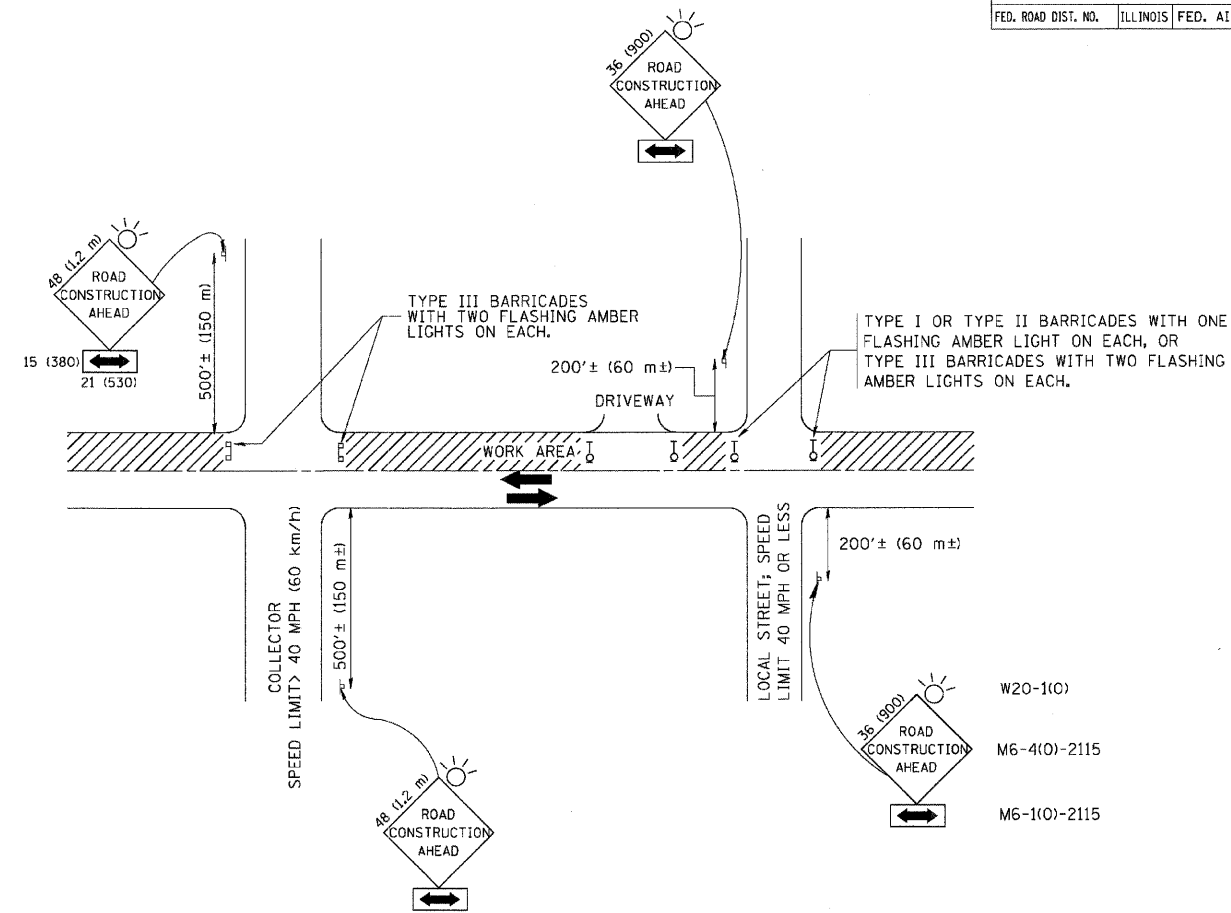 FED. ROAD DIST. NO. ILLINOIS FED. AI
36 (900)
ROAD
CONSTRUCTION
AHEAD
48 (1.2 m)
ROAD
CONSTRUCTION
AHEAD
15 (380)
21 (530)
500'± (150 m)
TYPE III BARRICADES
WITH TWO FLASHING AMBER
LIGHTS ON EACH.
200'± (60 m±)
DRIVEWAY
TYPE I OR TYPE II BARRICADES WITH ONE
FLASHING AMBER LIGHT ON EACH, OR
TYPE III BARRICADES WITH TWO FLASHING
AMBER LIGHTS ON EACH.
WORK AREA
COLLECTOR
SPEED LIMIT> 40 MPH (60 km/h)
500'± (150 m±)
LOCAL STREET; SPEED
LIMIT 40 MPH OR LESS
200'± (60 m±)
36 (900)
ROAD
CONSTRUCTION
AHEAD
W20-1(O)
M6-4(O)-2115
M6-1(O)-2115
48 (1.2 m)
ROAD
CONSTRUCTION
AHEAD